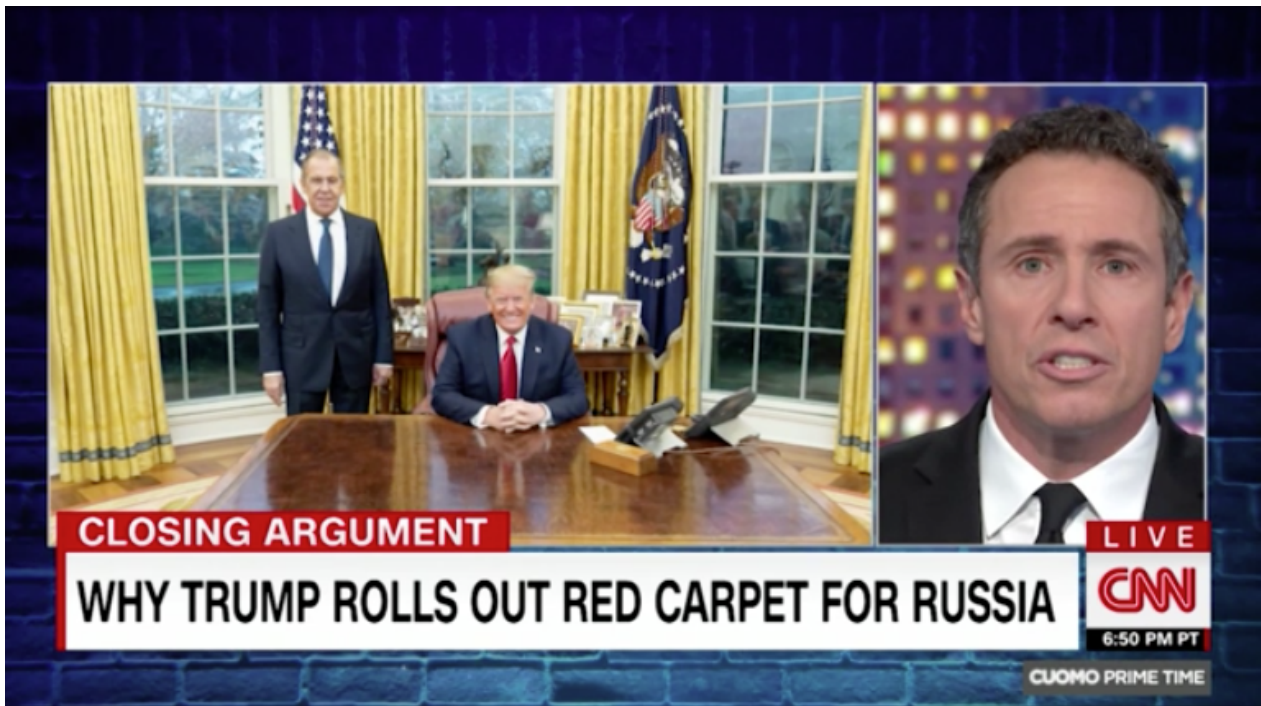 CLOSING ARGUMENT
WHY TRUMP ROLLS OUT RED CARPET FOR RUSSIA
LIVE
CNN
6:50 PM PT
CUOMO PRIME TIME